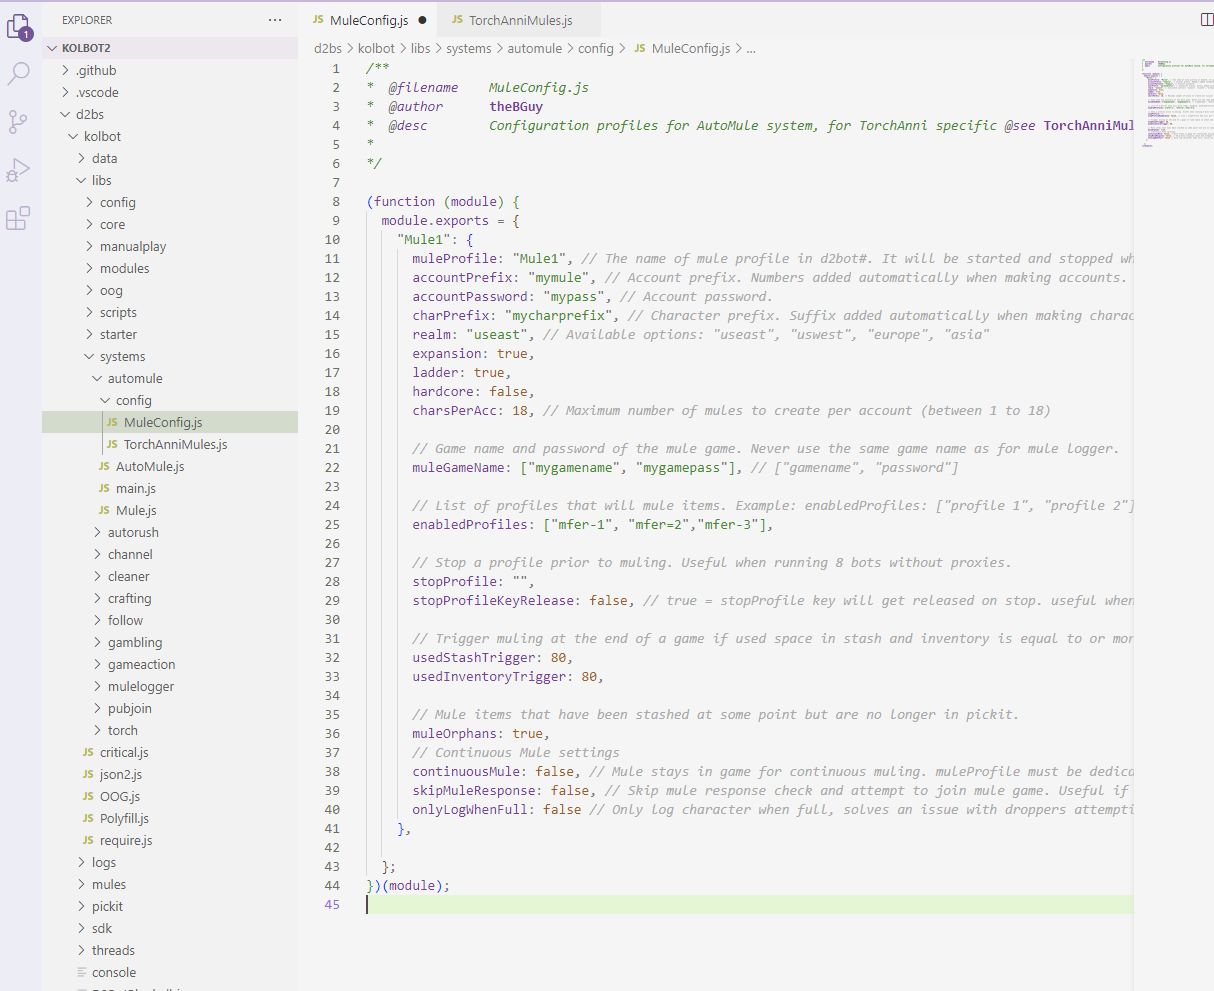 EXPLORER
···
KOLBOT2
.github
.vscode
d2bs
kolbot
data
libs
config
core
manualplay
modules
oog
scripts
starter
systems
automule
config
JS MuleConfig.js
JS TorchAnniMules.js
JS AutoMule.js
JS main.js
JS Mule.js
autorush
channel
cleaner
crafting
follow
gambling
gameaction
mulelogger
pubjoin
torch
JS critical.js
JS json2.js
JS OOG.js
JS Polyfill.js
JS require.js
logs
mules
pickit
sdk
threads
console
1
JS MuleConfig.js ●
JS TorchAnniMules.js
d2bs > kolbot > libs > systems > automule > config > JS MuleConfig.js > ...
1 /**
2 *  @filename    MuleConfig.js
3 *  @author      theBGuy
4 *  @desc        Configuration profiles for AutoMule system, for TorchAnni specific @see TorchAnniMul
5 *
6 */
7
8 (function (module) {
9   module.exports = {
10     "Mule1": {
11       muleProfile: "Mule1", // The name of mule profile in d2bot#. It will be started and stopped wh
12       accountPrefix: "mymule", // Account prefix. Numbers added automatically when making accounts.
13       accountPassword: "mypass", // Account password.
14       charPrefix: "mycharprefix", // Character prefix. Suffix added automatically when making charac
15       realm: "useast", // Available options: "useast", "uswest", "europe", "asia"
16       expansion: true,
17       ladder: true,
18       hardcore: false,
19       charsPerAcc: 18, // Maximum number of mules to create per account (between 1 to 18)
20
21       // Game name and password of the mule game. Never use the same game name as for mule logger.
22       muleGameName: ["mygamename", "mygamepass"], // ["gamename", "password"]
23
24       // List of profiles that will mule items. Example: enabledProfiles: ["profile 1", "profile 2"]
25       enabledProfiles: ["mfer-1", "mfer=2","mfer-3"],
26
27       // Stop a profile prior to muling. Useful when running 8 bots without proxies.
28       stopProfile: "",
29       stopProfileKeyRelease: false, // true = stopProfile key will get released on stop. useful when
30
31       // Trigger muling at the end of a game if used space in stash and inventory is equal to or mor
32       usedStashTrigger: 80,
33       usedInventoryTrigger: 80,
34
35       // Mule items that have been stashed at some point but are no longer in pickit.
36       muleOrphans: true,
37       // Continuous Mule settings
38       continuousMule: false, // Mule stays in game for continuous muling. muleProfile must be dedica
39       skipMuleResponse: false, // Skip mule response check and attempt to join mule game. Useful if
40       onlyLogWhenFull: false // Only log character when full, solves an issue with droppers attempti
41     },
42
43   };
44 })(module);
45